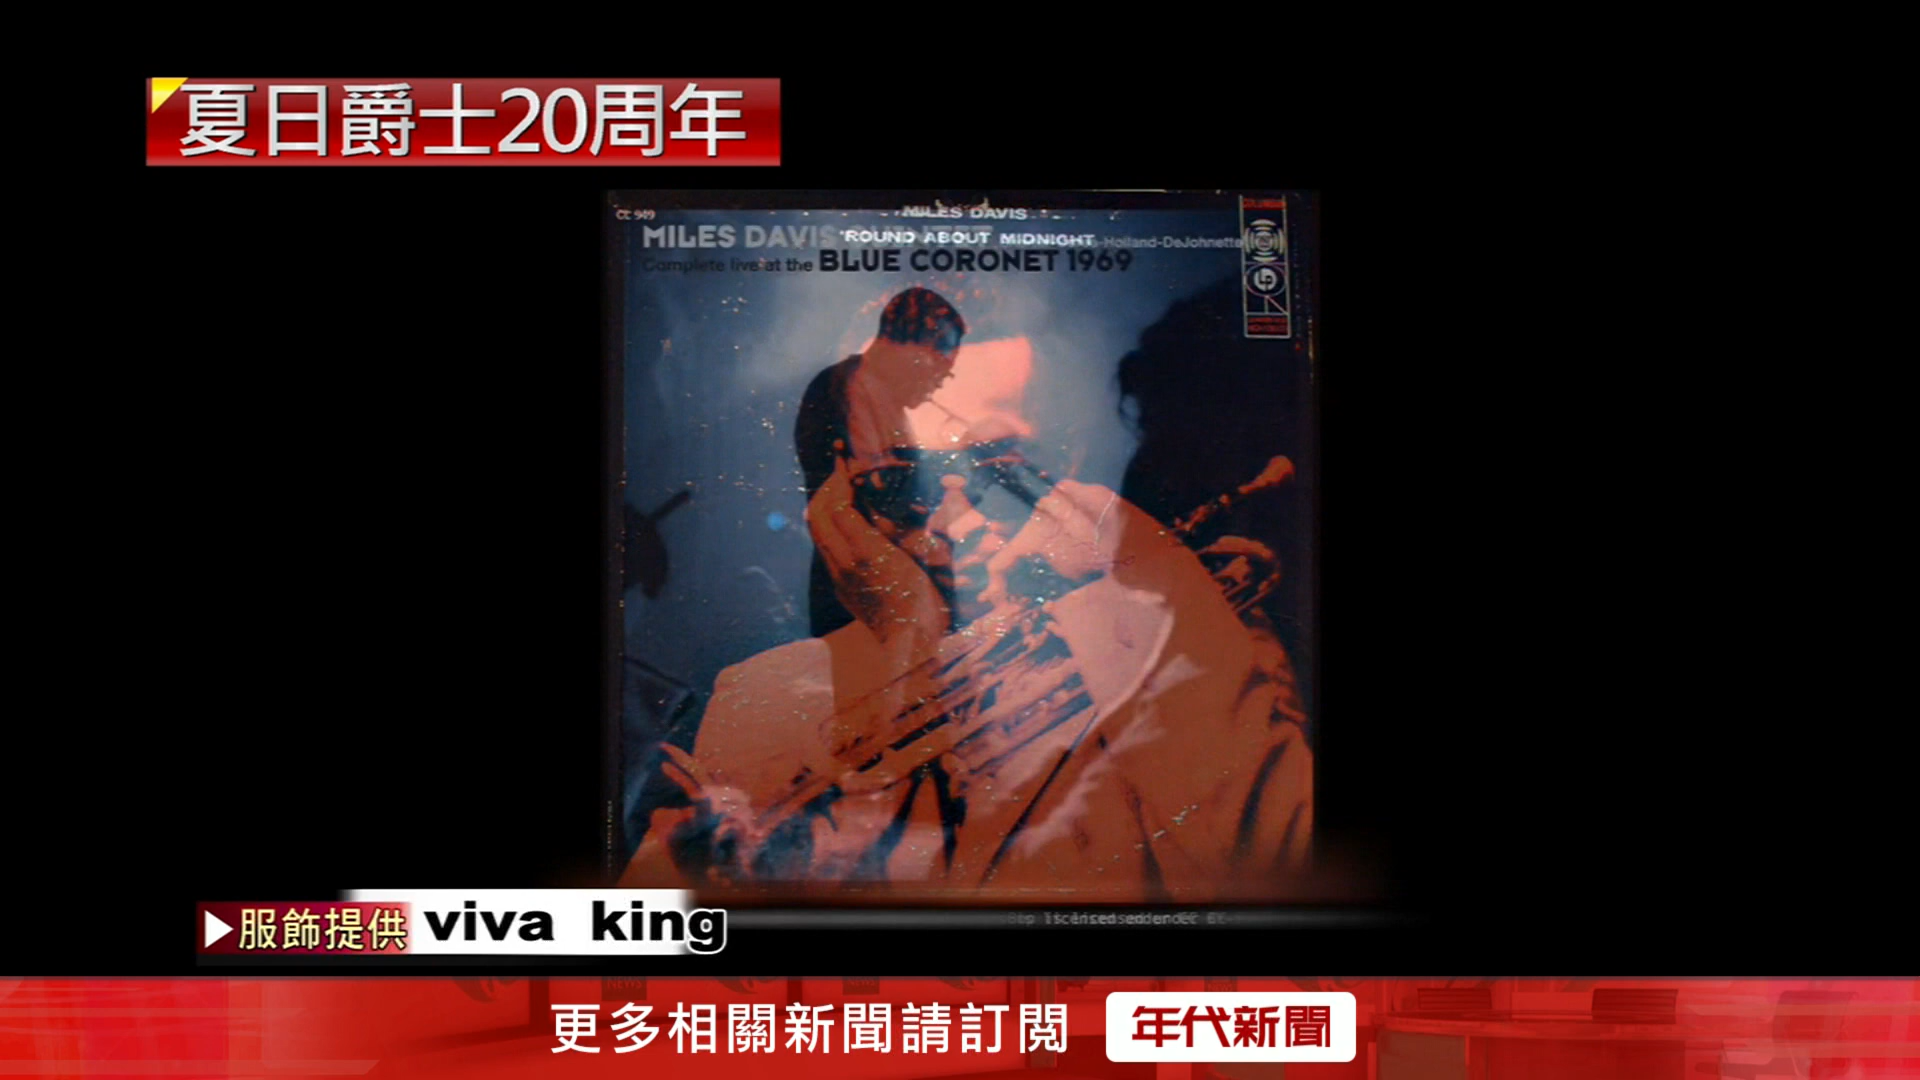 夏日爵士20周年
CL 949
MILES DAVIS
MILES DAVIS
'ROUND ABOUT MIDNIGHT
-Holland-DeJohnette
Complete live at the BLUE CORONET 1969
服飾提供 viva king
更多相關新聞請訂閱 年代新聞